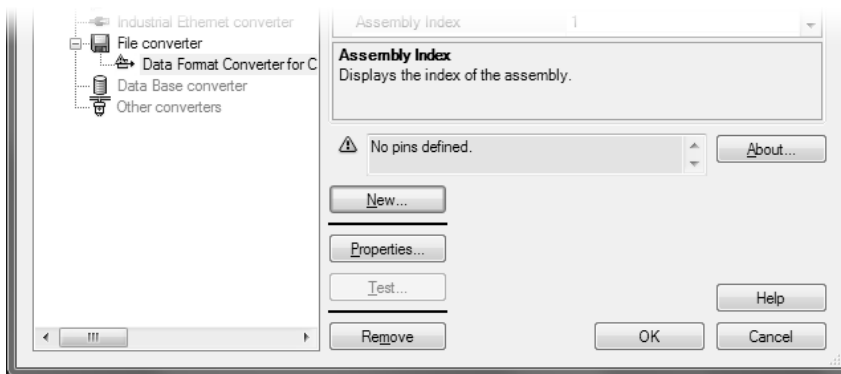 Industrial Ethernet converter
File converter
Data Format Converter for C
Data Base converter
Other converters
Assembly Index 1
Assembly Index
Displays the index of the assembly.
No pins defined.
About...
New...
Properties...
Test...
Remove
Help
OK
Cancel